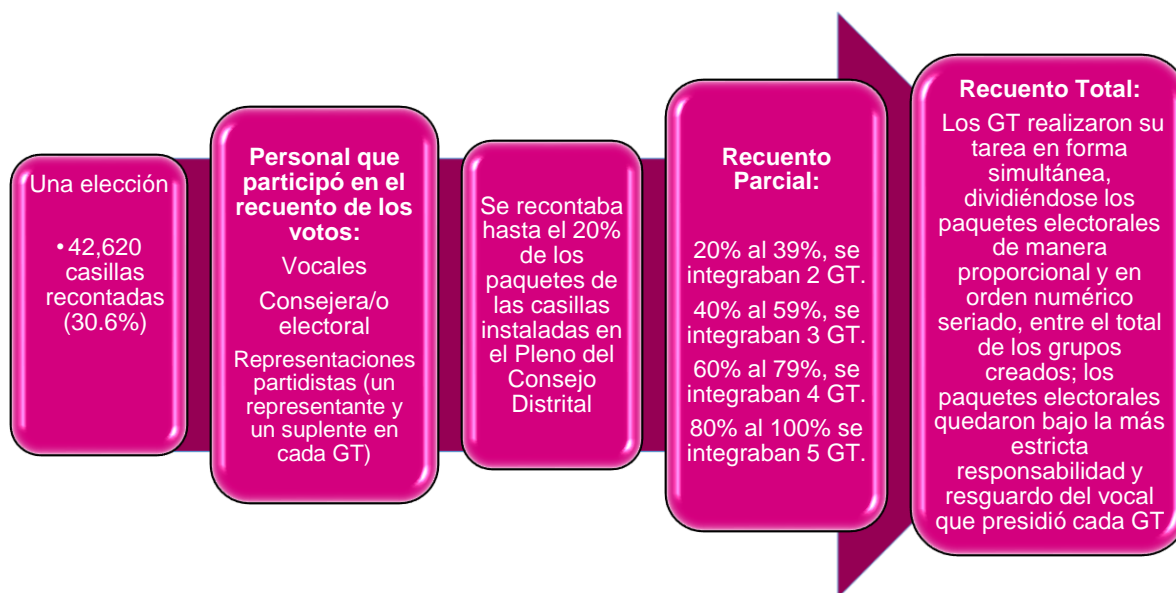 Una elección
• 42,620
casillas
recontadas
(30.6%)
Personal que
participó en el
recuento de los
votos:
Vocales
Consejera/o
electoral
Representaciones
partidistas (un
representante y
un suplente en
cada GT)
Se recontaba
hasta el 20%
de los
paquetes de
las casillas
instaladas en
el Pleno del
Consejo
Distrital
Recuento
Parcial:
20% al 39%, se
integraban 2 GT.
40% al 59%, se
integraban 3 GT.
60% al 79%, se
integraban 4 GT.
80% al 100% se
integraban 5 GT.
Recuento Total:
Los GT realizaron su
tarea en forma
simultánea,
dividiéndose los
paquetes electorales
de manera
proporcional y en
orden numérico
seriado, entre el total
de los grupos
creados; los
paquetes electorales
quedaron bajo la más
estricta
responsabilidad y
resguardo del vocal
que presidió cada GT